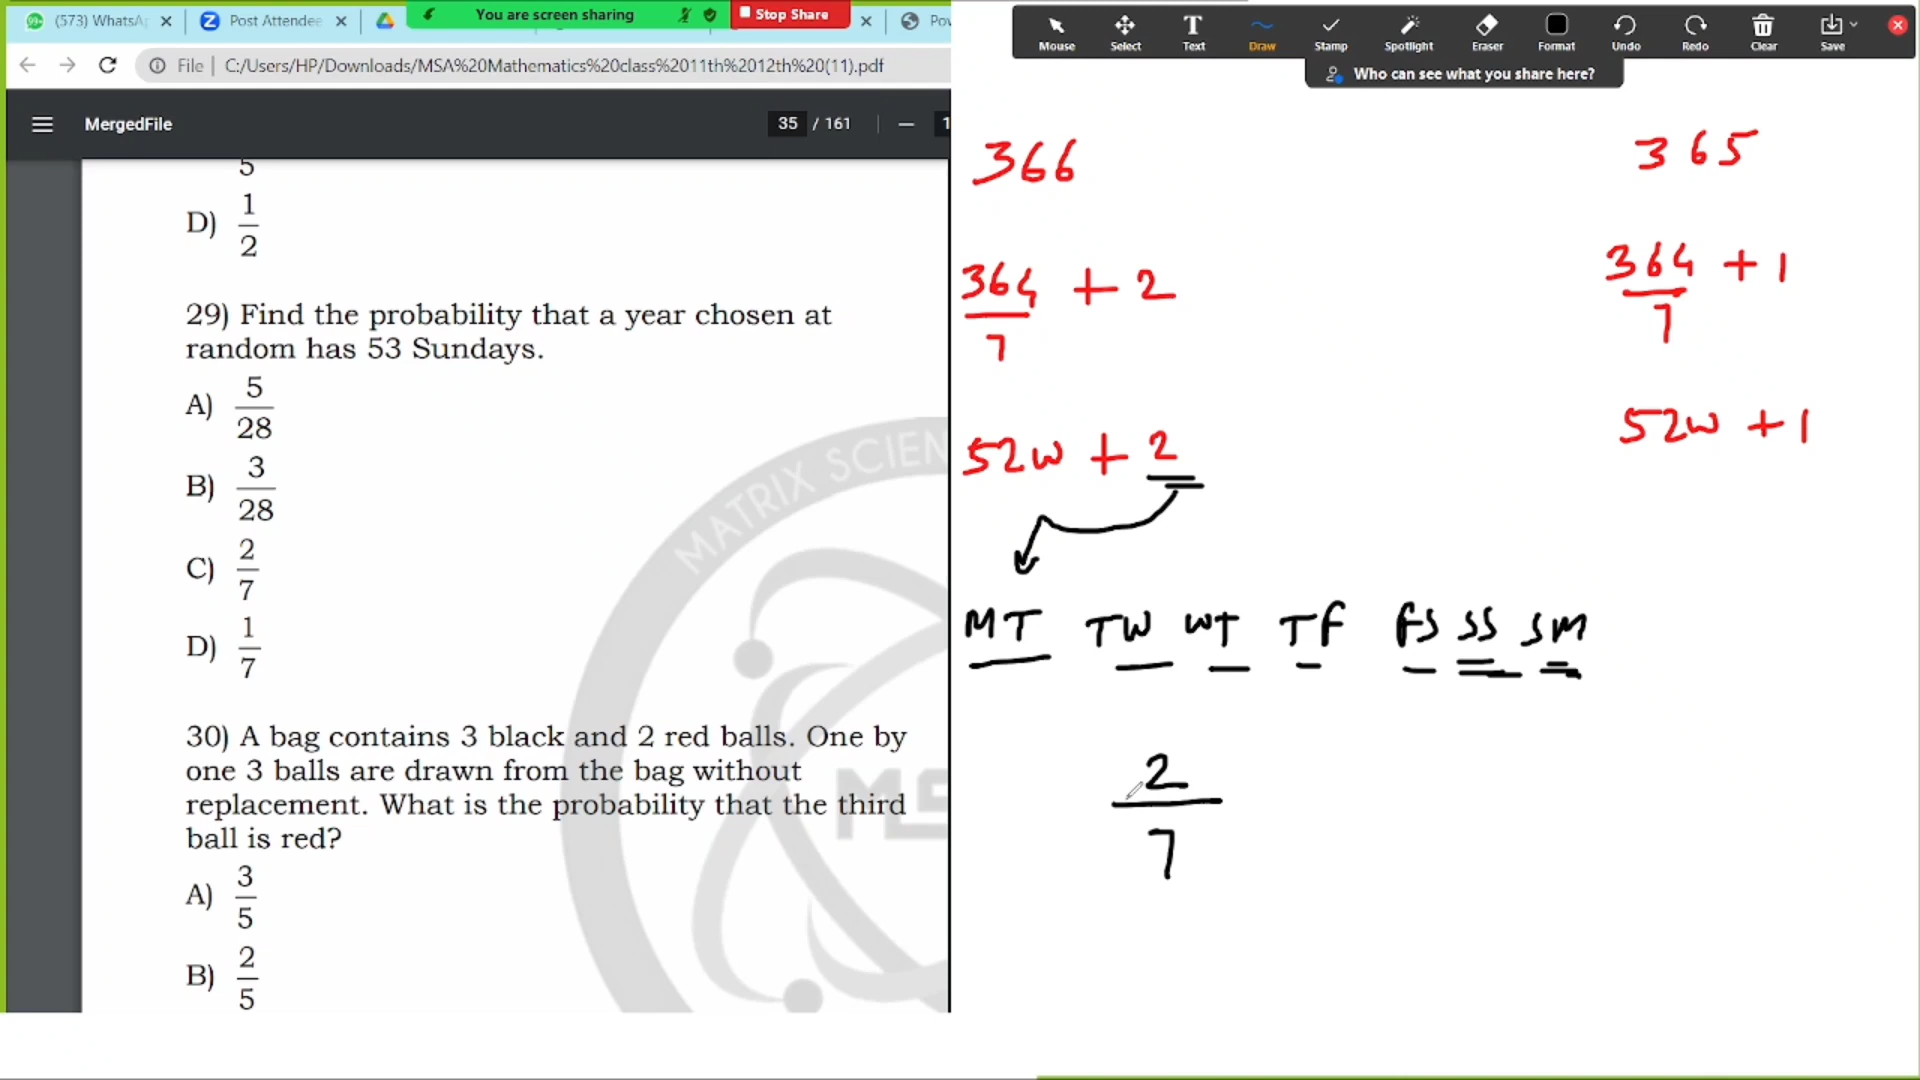 (573) WhatsAp
Post Attendee
You are screen sharing
Stop Share
Pov
File
C:/Users/HP/Downloads/MSA%20Mathematics%20class%2011th%2012th%20(11).pdf
MergedFile
35 / 161
1
Mouse
Select
Text
Draw
Stamp
Spotlight
Eraser
Format
Undo
Redo
Clear
Save
Who can see what you share here?
5
D) 1/2
29) Find the probability that a year chosen at
random has 53 Sundays.
A) 5/28
B) 3/28
C) 2/7
D) 1/7
30) A bag contains 3 black and 2 red balls. One by
one 3 balls are drawn from the bag without
replacement. What is the probability that the third
ball is red?
A) 3/5
B) 2/5
MATRIX SCIEN
366
364/7 + 2
52w + 2
MT TW WT TF FS SS SM
2/7
365
364/7 + 1
52w + 1